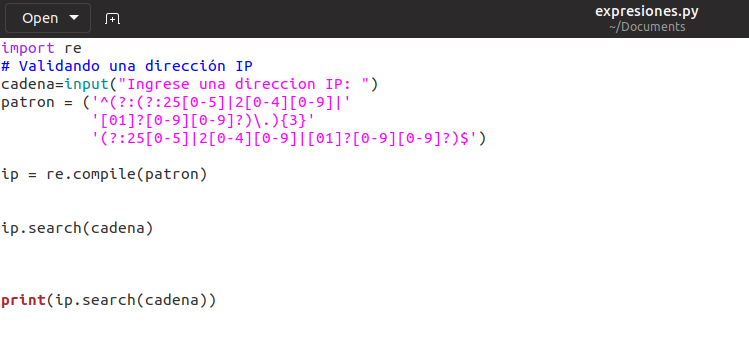 Open
expresiones.py
~/Documents
import re
# Validando una dirección IP
cadena=input("Ingrese una direccion IP: ")
patron = ('^(?:(?:25[0-5]|2[0-4][0-9]|'
          '[01]?[0-9][0-9]?)\.){3}'
          '(?:25[0-5]|2[0-4][0-9]|[01]?[0-9][0-9]?)$')
ip = re.compile(patron)
ip.search(cadena)
print(ip.search(cadena))